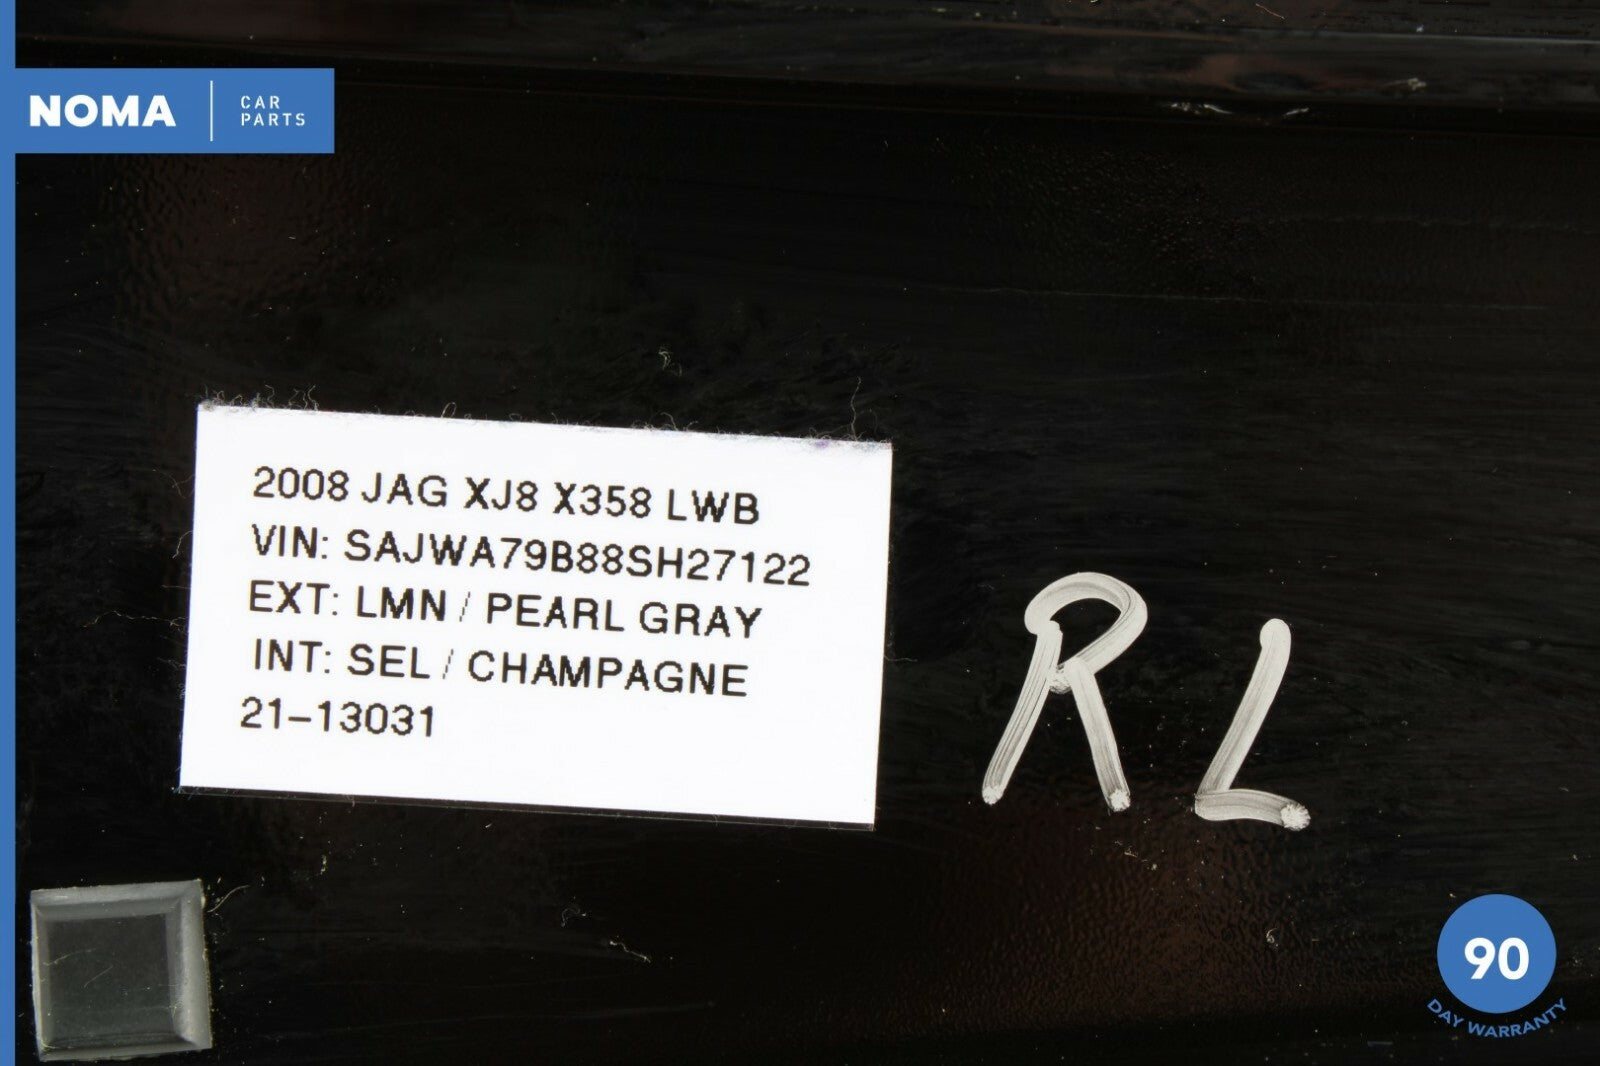 NOMA
CAR
PARTS
2008 JAG XJ8 X358 LWB
VIN: SAJWA79B88SH27122
EXT: LMN / PEARL GRAY
INT: SEL / CHAMPAGNE
21-13031
RL
90
DAY WARRANTY